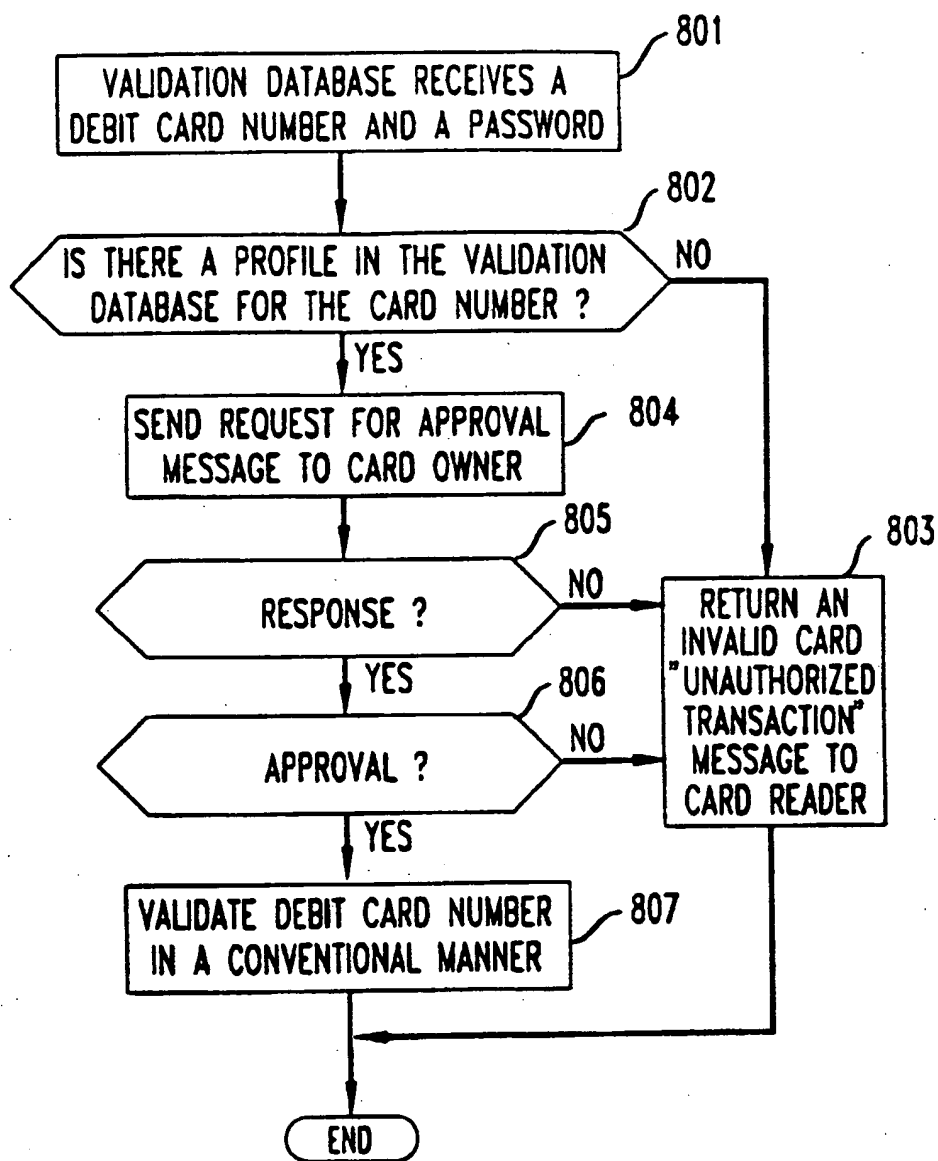 801
VALIDATION DATABASE RECEIVES A
DEBIT CARD NUMBER AND A PASSWORD
802
IS THERE A PROFILE IN THE VALIDATION
DATABASE FOR THE CARD NUMBER ?
NO
YES
804
SEND REQUEST FOR APPROVAL
MESSAGE TO CARD OWNER
805
RESPONSE ?
NO
YES
803
RETURN AN
INVALID CARD
"UNAUTHORIZED
TRANSACTION"
MESSAGE TO
CARD READER
806
APPROVAL ?
NO
YES
807
VALIDATE DEBIT CARD NUMBER
IN A CONVENTIONAL MANNER
END